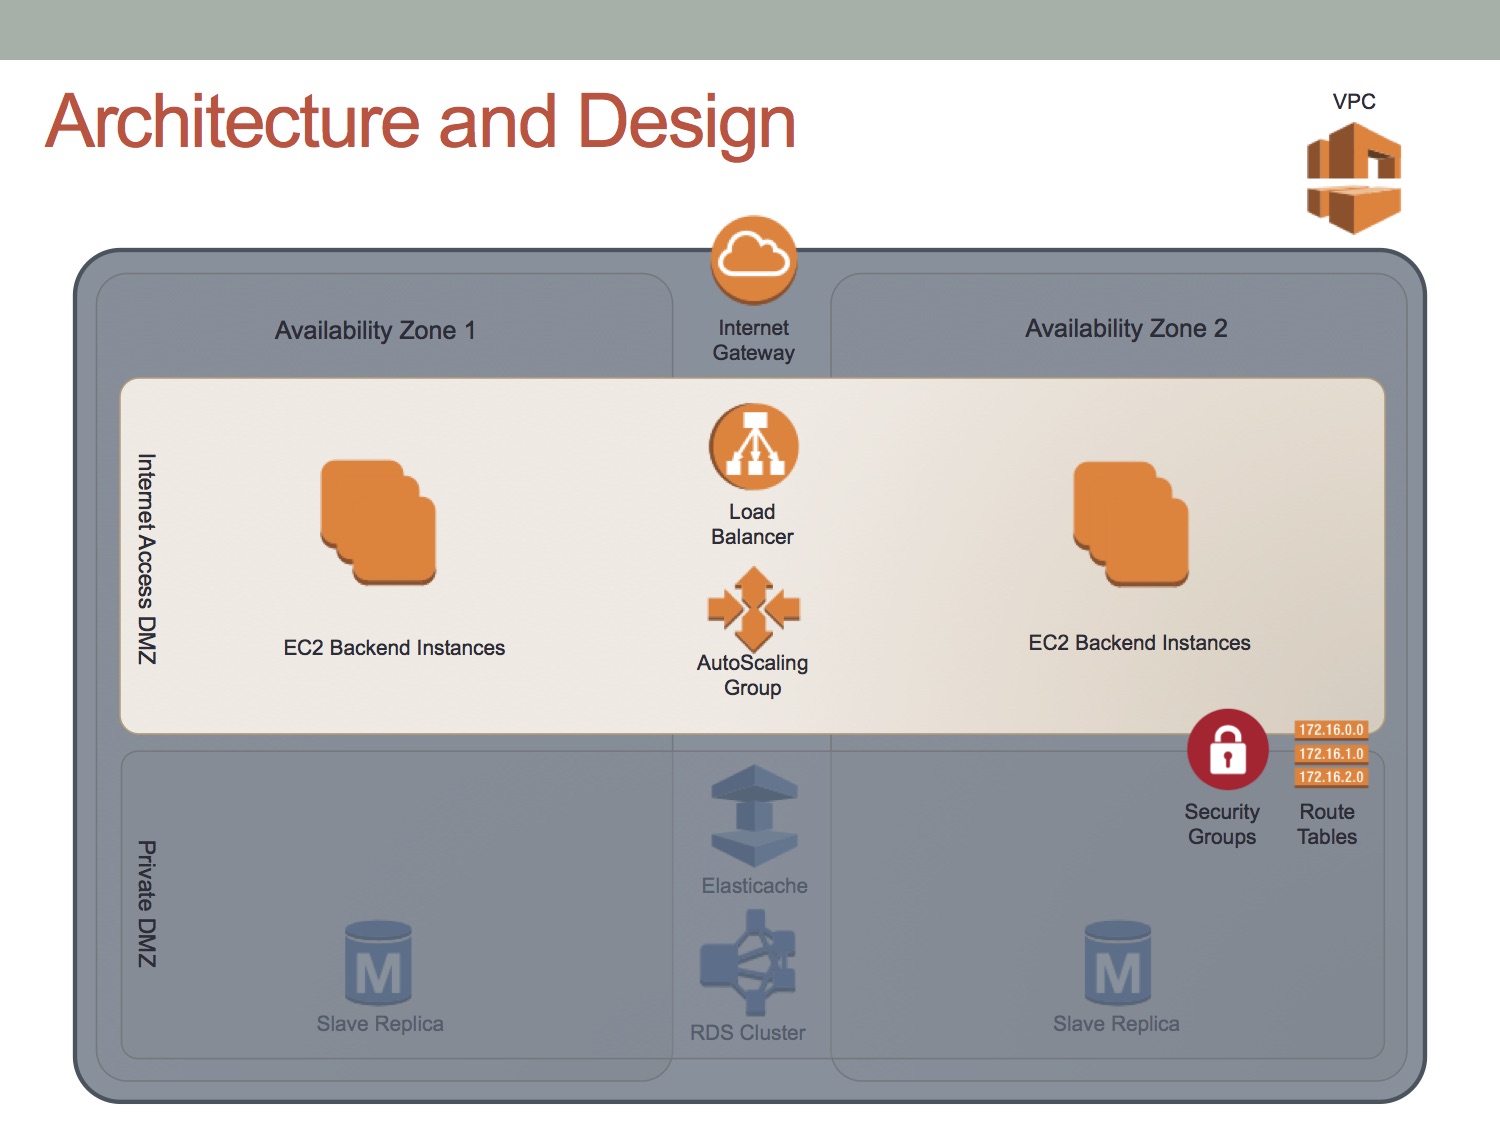 Architecture and Design
VPC
Internet
Gateway
Availability Zone 1
Availability Zone 2
Internet Access DMZ
Load
Balancer
AutoScaling
Group
EC2 Backend Instances
EC2 Backend Instances
172.16.0.0
172.16.1.0
172.16.2.0
Security
Groups
Route
Tables
Private DMZ
Elasticache
M
Slave Replica
RDS Cluster
M
Slave Replica